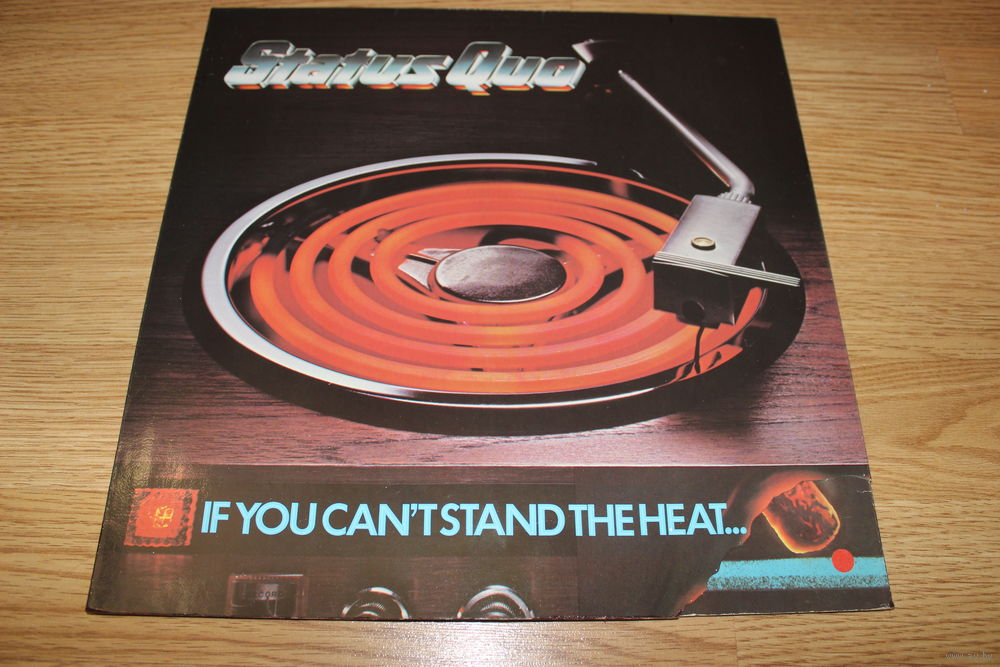 Status Quo
IF YOU CAN'T STAND THE HEAT...